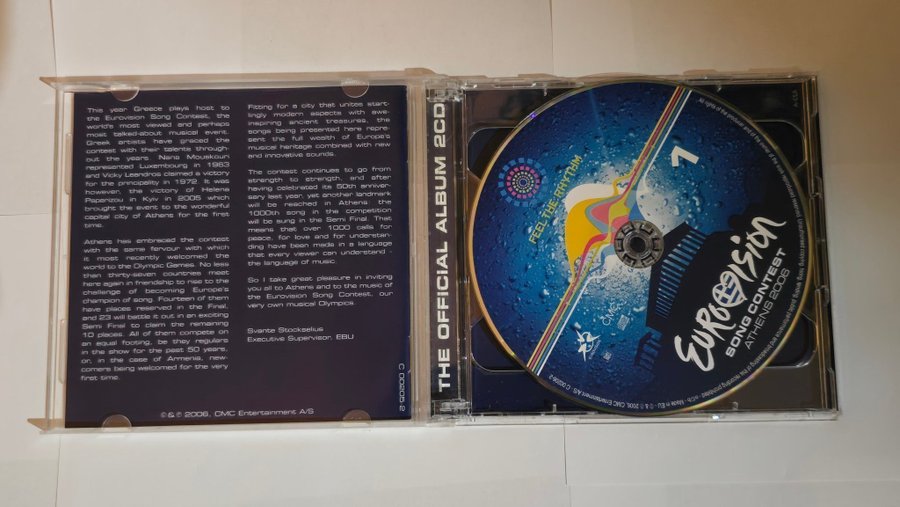 This year Greece plays host to
the Eurovision Song Contest, the
world's most viewed and perhaps
most talked-about musical event.
Greek artists have graced the
contest with their talents through-
out the years. Nana Mouskouri
represented Luxembourg in 1963
and Vicky Leandros claimed a victory
for the principality in 1972. It was
however, the victory of Helena
Paparizou in Kyiv in 2005 which
brought the event to the wonderful
capital city of Athens for the first
time.
Athens has embraced the contest
with the same fervour with which
it most recently welcomed the
world to the Olympic Games. No less
than thirty-seven countries meet
here again in friendship to rise to the
challenge of becoming Europe's
champion of song. Fourteen of them
have places reserved in the Final,
and 23 will battle it out in an exciting
Semi Final to claim the remaining
10 places. All of them compete on
an equal footing, be they regulars
in the show for the past 50 years
or, in the case of Armenia, new-
comers being welcomed for the very
first time.
Fitting for a city that unites start-
lingly modern aspects with awe-
inspiring ancient treasures, the
songs being presented here repre-
sent the full wealth of Europe's
musical heritage combined with new
and innovative sounds.
The contest continues to go from
strength to strength, and after
having celebrated its 50th anniver-
sary last year, yet another landmark
will be reached in Athens: the
1000th song in the competition
will be sung in the Semi Final. That
means that over 1000 calls for
peace, for love and for understan-
ding have been made in a language
that every viewer can understand -
the language of music.
So I take great pleasure in inviting
you all to Athens and to the music of
the Eurovision Song Contest, our
very own musical Olympics.
Svante Stockselius
Executive Supervisor, EBU
© & ℗ 2006, CMC Entertainment A/S
C 00206-2
THE OFFICIAL ALBUM 2CD
FEEL THE RHYTHM
1
EUROVISION
SONG CONTEST
ATHENS 2006
CMC